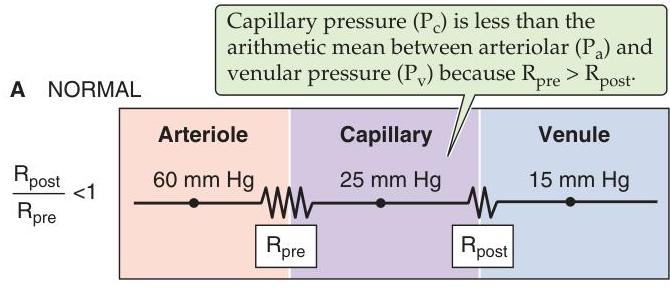 Capillary pressure (Pc) is less than the
arithmetic mean between arteriolar (Pa) and
venular pressure (Pv) because Rpre > Rpost.
A NORMAL
Arteriole Capillary Venule
Rpost
Rpre
<1
60 mm Hg 25 mm Hg 15 mm Hg
Rpre Rpost